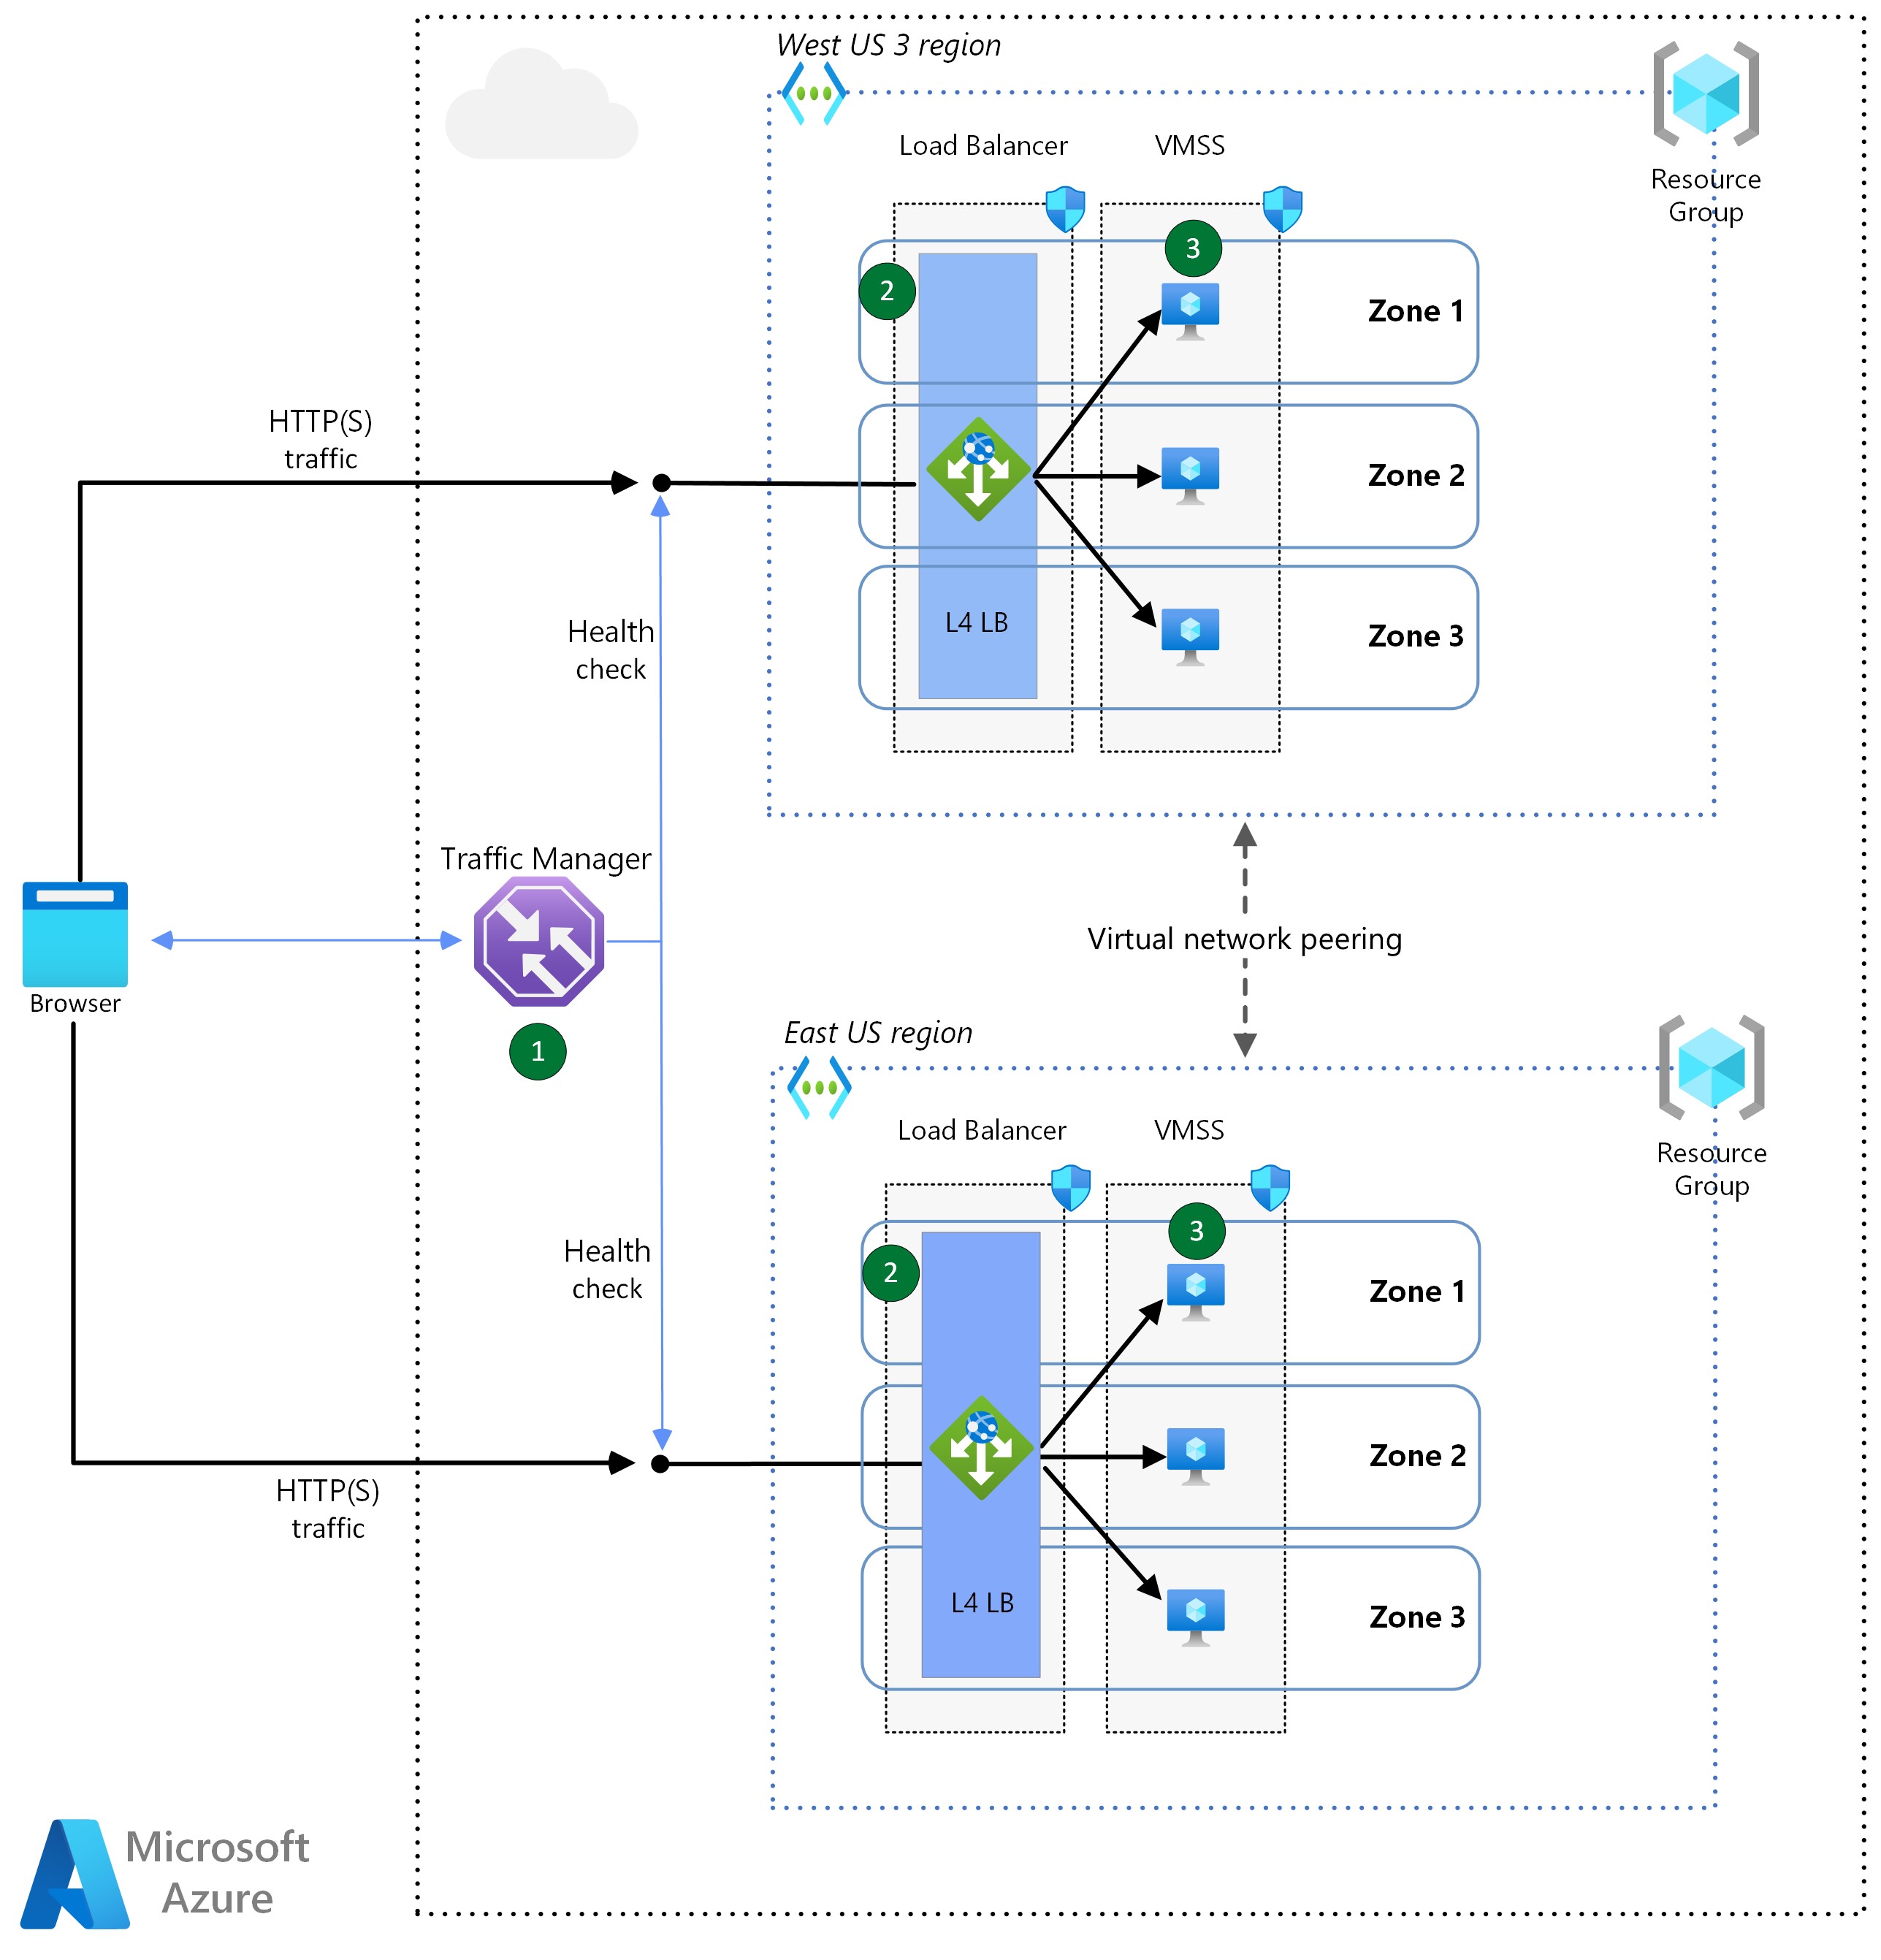 West US 3 region
Load Balancer
VMSS
Resource
Group
2
3
Zone 1
HTTP(S)
traffic
Zone 2
Health
check
L4 LB
Zone 3
Traffic Manager
Browser
1
Virtual network peering
East US region
Load Balancer
VMSS
Resource
Group
2
3
Zone 1
Health
check
Zone 2
HTTP(S)
traffic
L4 LB
Zone 3
Microsoft
Azure